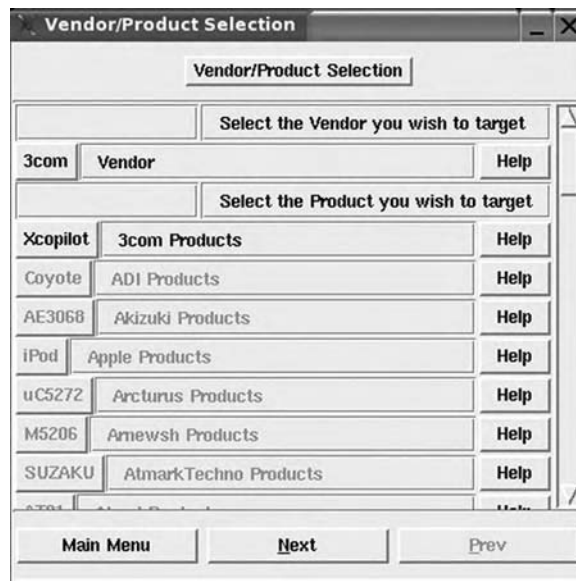 Vendor/Product Selection
Vendor/Product Selection
Select the Vendor you wish to target
3com Vendor Help
Select the Product you wish to target
Xcopilot 3com Products Help
Coyote ADI Products Help
AE3068 Akizuki Products Help
iPod Apple Products Help
uC5272 Arcturus Products Help
M5206 Arnewsh Products Help
SUZAKU AtmarkTechno Products Help
Main Menu Next Prev